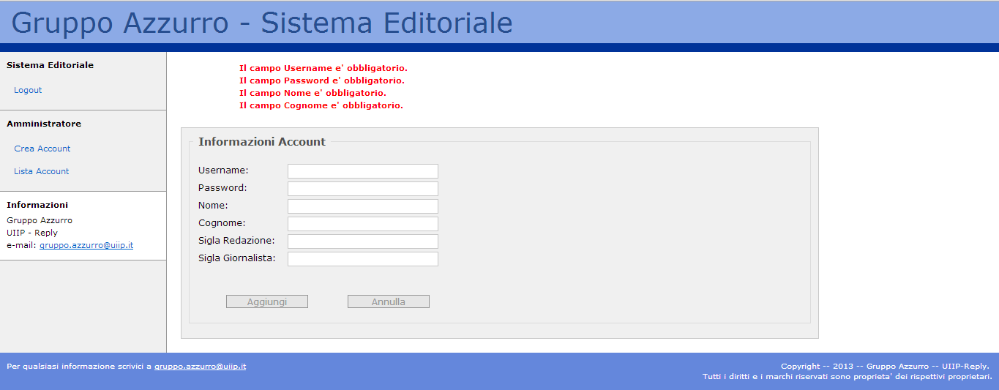 Gruppo Azzurro - Sistema Editoriale
Sistema Editoriale
Logout
Amministratore
Crea Account
Lista Account
Informazioni
Gruppo Azzurro
UIIP - Reply
e-mail: gruppo.azzurro@uiip.it
Il campo Username e' obbligatorio.
Il campo Password e' obbligatorio.
Il campo Nome e' obbligatorio.
Il campo Cognome e' obbligatorio.
Informazioni Account
Username:
Password:
Nome:
Cognome:
Sigla Redazione:
Sigla Giornalista:
Aggiungi Annulla
Per qualsiasi informazione scrivici a gruppo.azzurro@uiip.it
Copyright -- 2013 -- Gruppo Azzurro -- UIIP-Reply.
Tutti i diritti e i marchi riservati sono proprieta' dei rispettivi proprietari.